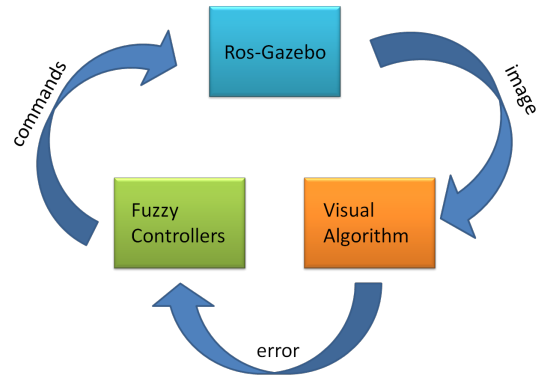 Ros-Gazebo
image
Visual
Algorithm
error
Fuzzy
Controllers
commands